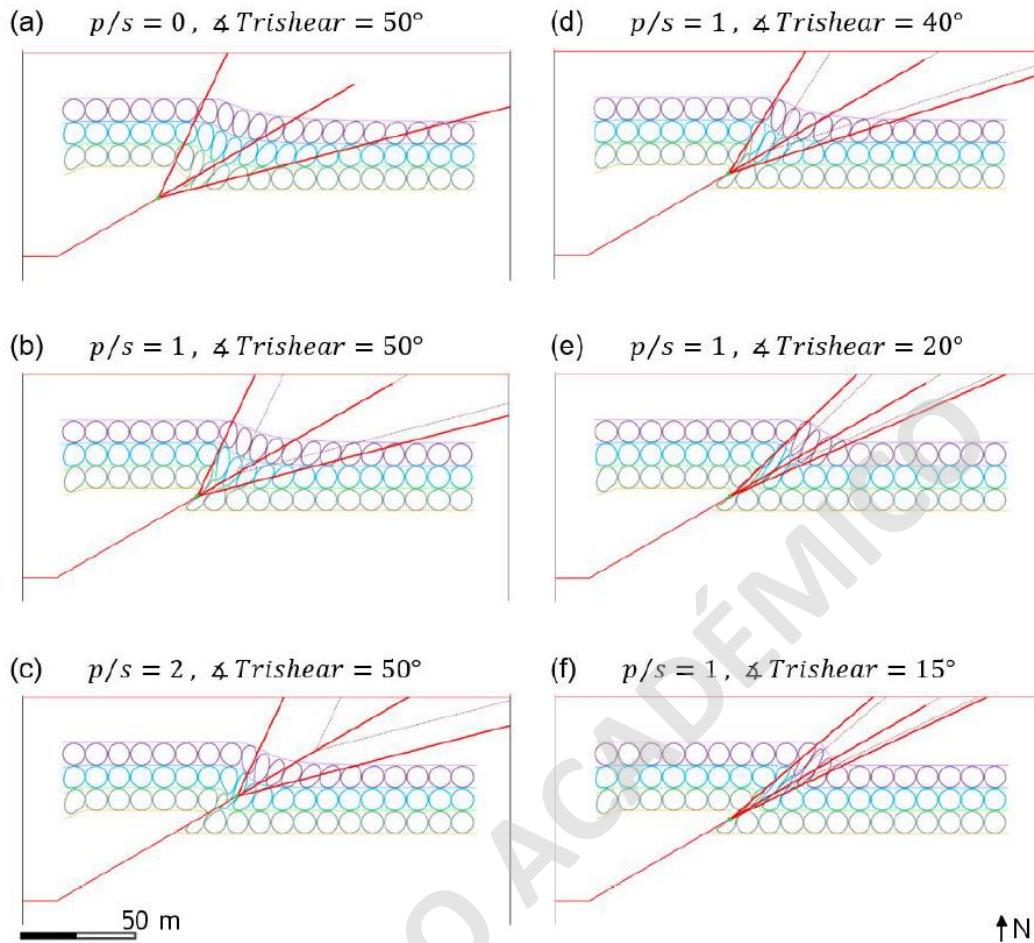 (a) p/s = 0 , ∡ Trishear = 50°
(d) p/s = 1 , ∡ Trishear = 40°
(b) p/s = 1 , ∡ Trishear = 50°
(e) p/s = 1 , ∡ Trishear = 20°
(c) p/s = 2 , ∡ Trishear = 50°
(f) p/s = 1 , ∡ Trishear = 15°
50 m
↑N
O ACADÉMICO